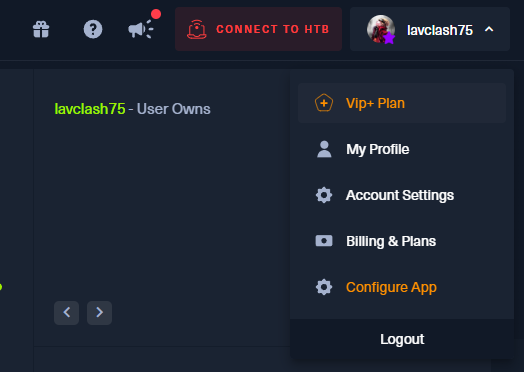 CONNECT TO HTB
lavclash75
lavclash75 - User Owns
Vip+ Plan
My Profile
Account Settings
Billing & Plans
Configure App
Logout